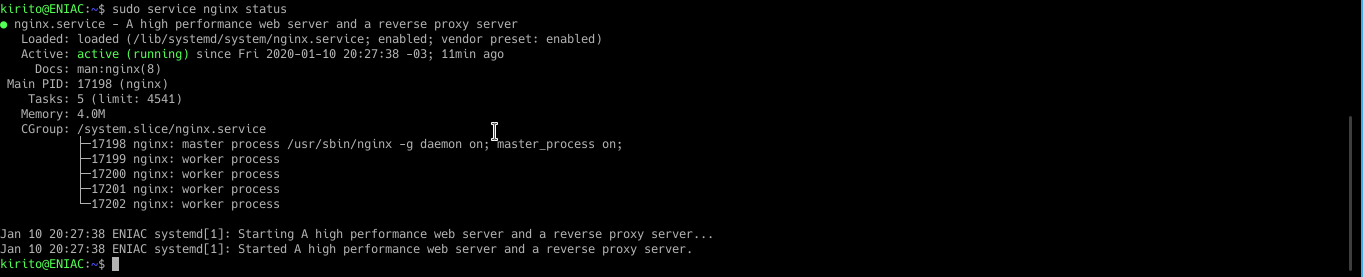 kirito@ENIAC:~$ sudo service nginx status
● nginx.service - A high performance web server and a reverse proxy server
   Loaded: loaded (/lib/systemd/system/nginx.service; enabled; vendor preset: enabled)
   Active: active (running) since Fri 2020-01-10 20:27:38 -03; 11min ago
     Docs: man:nginx(8)
 Main PID: 17198 (nginx)
    Tasks: 5 (limit: 4541)
   Memory: 4.0M
   CGroup: /system.slice/nginx.service
           ├─17198 nginx: master process /usr/sbin/nginx -g daemon on; master_process on;
           ├─17199 nginx: worker process
           ├─17200 nginx: worker process
           ├─17201 nginx: worker process
           └─17202 nginx: worker process
Jan 10 20:27:38 ENIAC systemd[1]: Starting A high performance web server and a reverse proxy server...
Jan 10 20:27:38 ENIAC systemd[1]: Started A high performance web server and a reverse proxy server.
kirito@ENIAC:~$